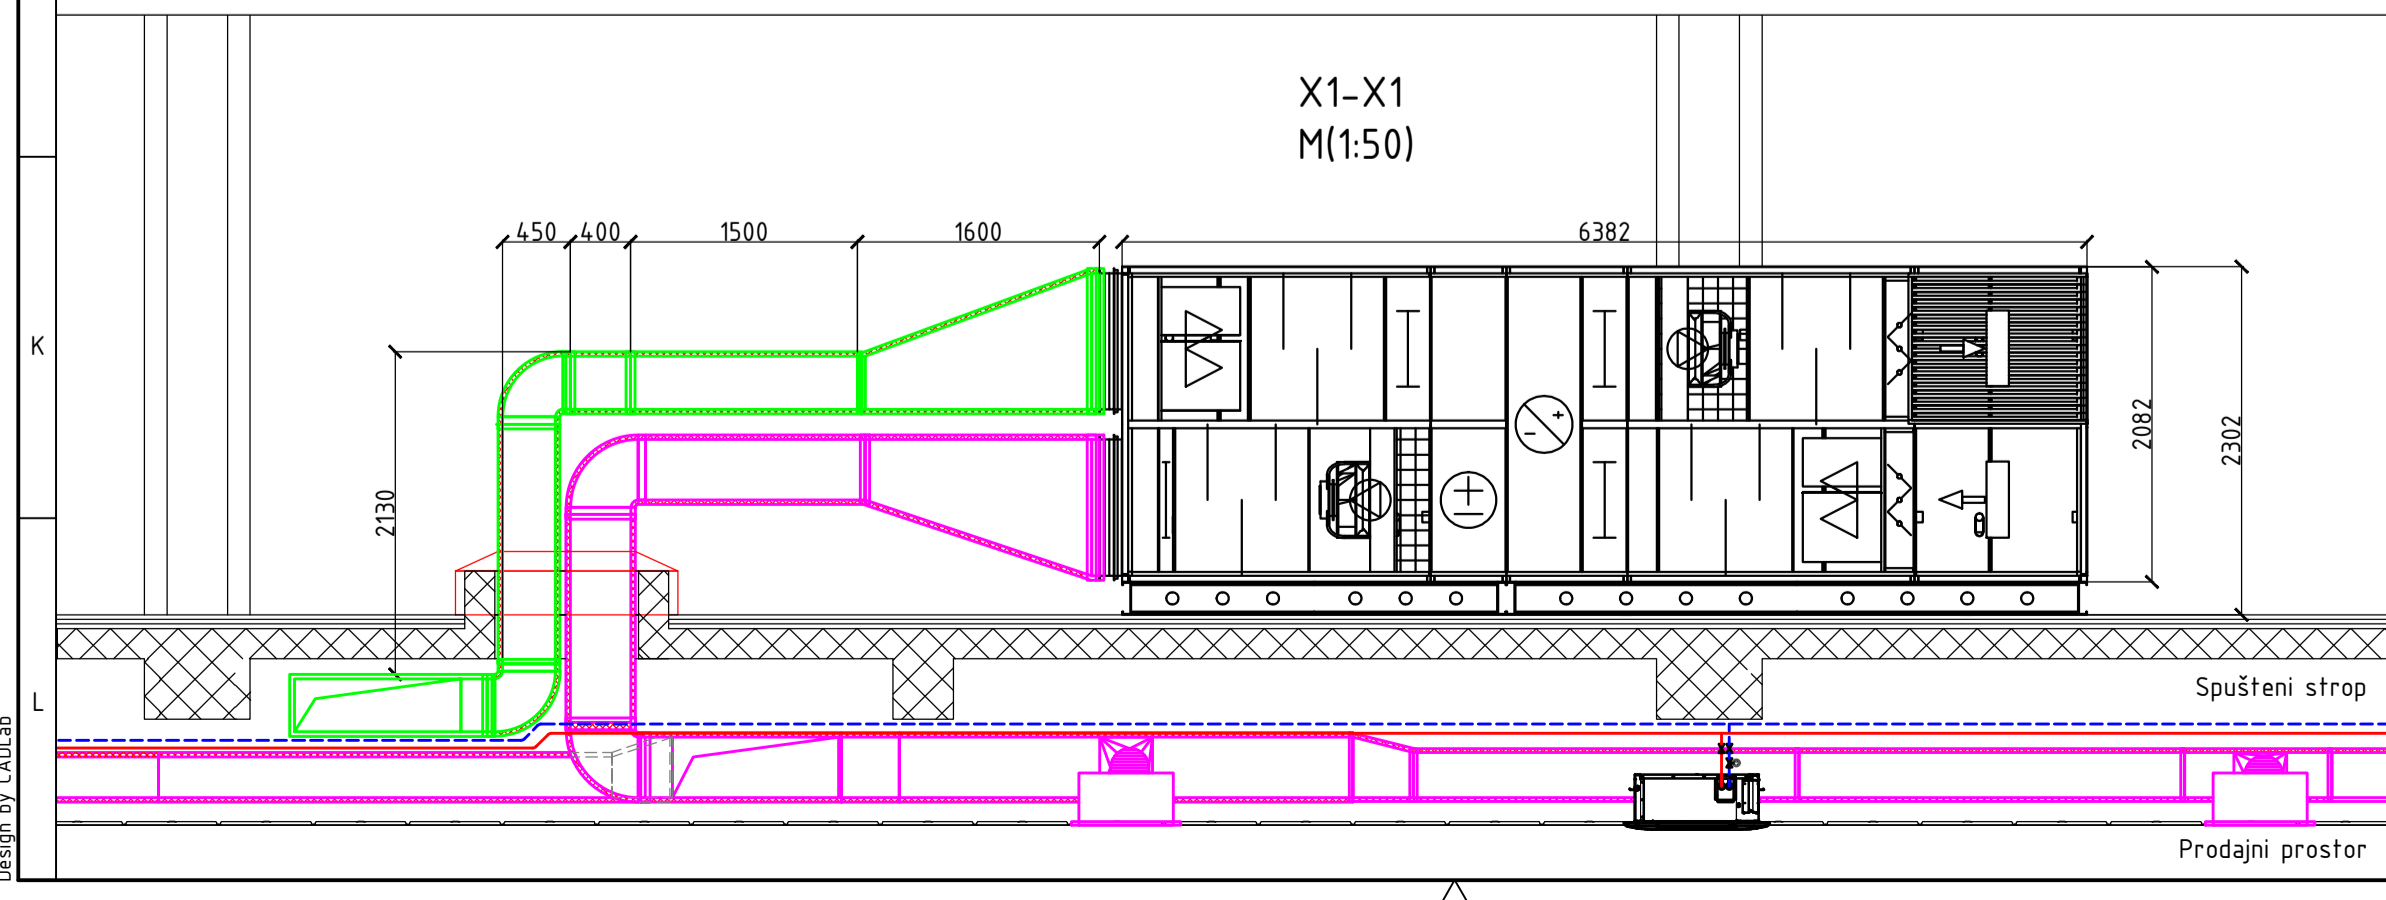 X1-X1
M(1:50)
450
400
1500
1600
6382
K
2082
2302
2130
L
Spušteni strop
Design by CADLab
Prodajni prostor